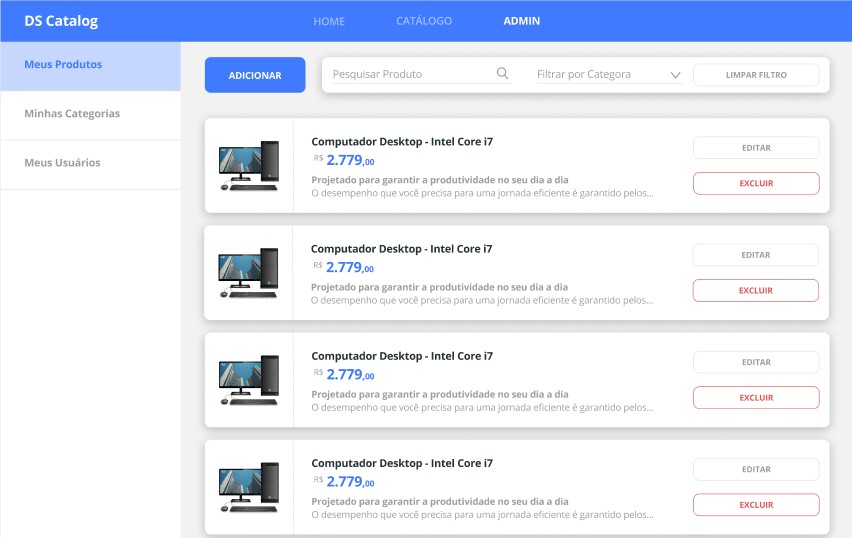 DS Catalog
HOME
CATÁLOGO
ADMIN
Meus Produtos
Minhas Categorias
Meus Usuários
ADICIONAR
Pesquisar Produto
Filtrar por Categora
LIMPAR FILTRO
Computador Desktop - Intel Core i7
R$ 2.779,00
Projetado para garantir a produtividade no seu dia a dia
O desempenho que você precisa para uma jornada eficiente é garantido pelos...
EDITAR
EXCLUIR
Computador Desktop - Intel Core i7
R$ 2.779,00
Projetado para garantir a produtividade no seu dia a dia
O desempenho que você precisa para uma jornada eficiente é garantido pelos...
EDITAR
EXCLUIR
Computador Desktop - Intel Core i7
R$ 2.779,00
Projetado para garantir a produtividade no seu dia a dia
O desempenho que você precisa para uma jornada eficiente é garantido pelos...
EDITAR
EXCLUIR
Computador Desktop - Intel Core i7
R$ 2.779,00
Projetado para garantir a produtividade no seu dia a dia
O desempenho que você precisa para uma jornada eficiente é garantido pelos...
EDITAR
EXCLUIR